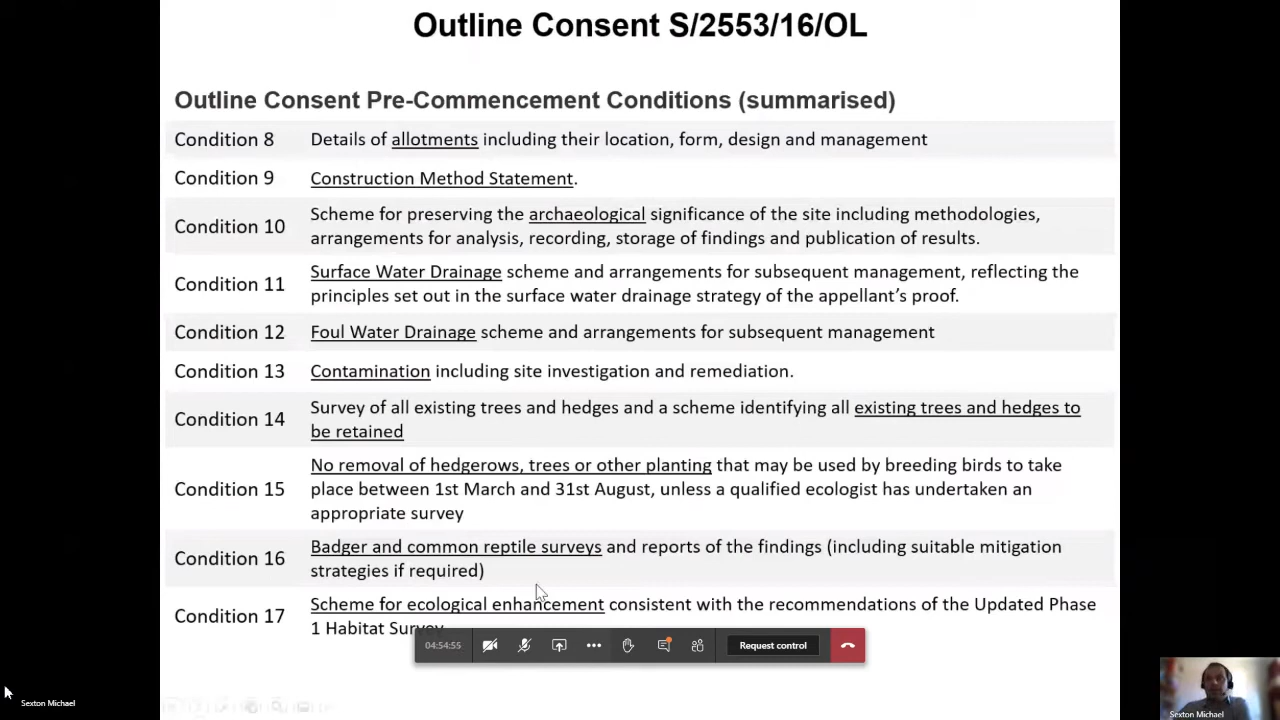 Outline Consent S/2553/16/OL
Outline Consent Pre-Commencement Conditions (summarised)
Condition 8 Details of allotments including their location, form, design and management
Condition 9 Construction Method Statement.
Condition 10 Scheme for preserving the archaeological significance of the site including methodologies,
arrangements for analysis, recording, storage of findings and publication of results.
Condition 11 Surface Water Drainage scheme and arrangements for subsequent management, reflecting the
principles set out in the surface water drainage strategy of the appellant’s proof.
Condition 12 Foul Water Drainage scheme and arrangements for subsequent management
Condition 13 Contamination including site investigation and remediation.
Condition 14 Survey of all existing trees and hedges and a scheme identifying all existing trees and hedges to
be retained
Condition 15 No removal of hedgerows, trees or other planting that may be used by breeding birds to take
place between 1st March and 31st August, unless a qualified ecologist has undertaken an
appropriate survey
Condition 16 Badger and common reptile surveys and reports of the findings (including suitable mitigation
strategies if required)
Condition 17 Scheme for ecological enhancement consistent with the recommendations of the Updated Phase
1 Habitat Survey
04:54:55 Request control
Sexton Michael
Sexton Michael